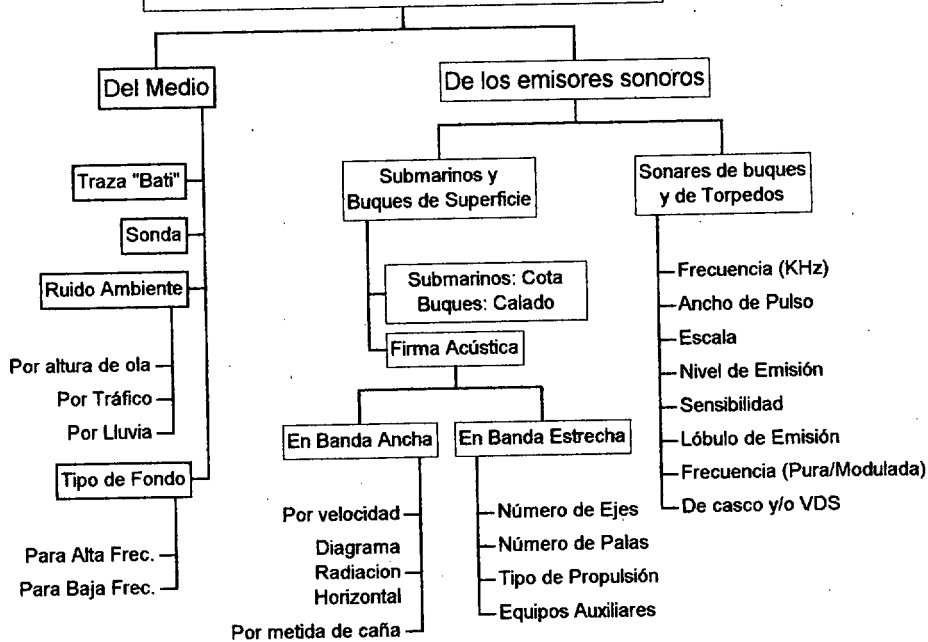 Del Medio
Traza "Bati"
Sonda
Ruido Ambiente
Por altura de ola
Por Tráfico
Por Lluvia
Tipo de Fondo
Para Alta Frec.
Para Baja Frec.
De los emisores sonoros
Submarinos y
Buques de Superficie
Submarinos: Cota
Buques: Calado
Firma Acústica
En Banda Ancha
Por velocidad
Diagrama
Radiacion
Horizontal
Por metida de caña
En Banda Estrecha
Número de Ejes
Número de Palas
Tipo de Propulsión
Equipos Auxiliares
Sonares de buques
y de Torpedos
Frecuencia (KHz)
Ancho de Pulso
Escala
Nivel de Emisión
Sensibilidad
Lóbulo de Emisión
Frecuencia (Pura/Modulada)
De casco y/o VDS